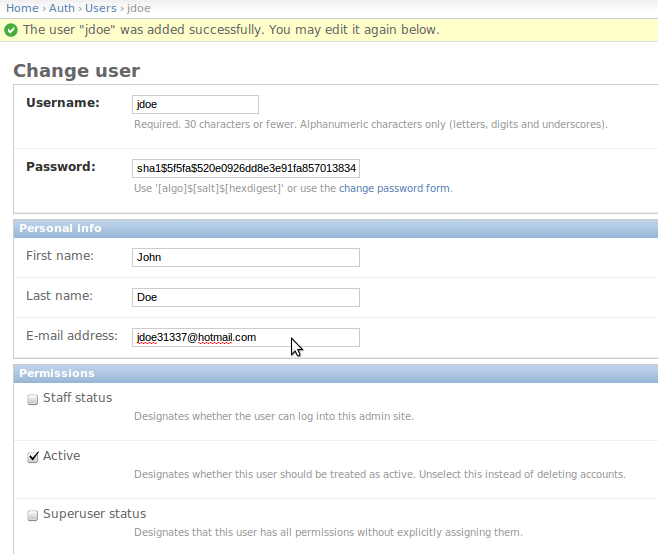 Home › Auth › Users › jdoe
The user "jdoe" was added successfully. You may edit it again below.
Change user
Username: jdoe
Required. 30 characters or fewer. Alphanumeric characters only (letters, digits and underscores).
Password: sha1$5f5fa$520e0926dd8e3e91fa857013834
Use '[algo]$[salt]$[hexdigest]' or use the change password form.
Personal info
First name: John
Last name: Doe
E-mail address: jdoe31337@hotmail.com
Permissions
Staff status
Designates whether the user can log into this admin site.
Active
Designates whether this user should be treated as active. Unselect this instead of deleting accounts.
Superuser status
Designates that this user has all permissions without explicitly assigning them.